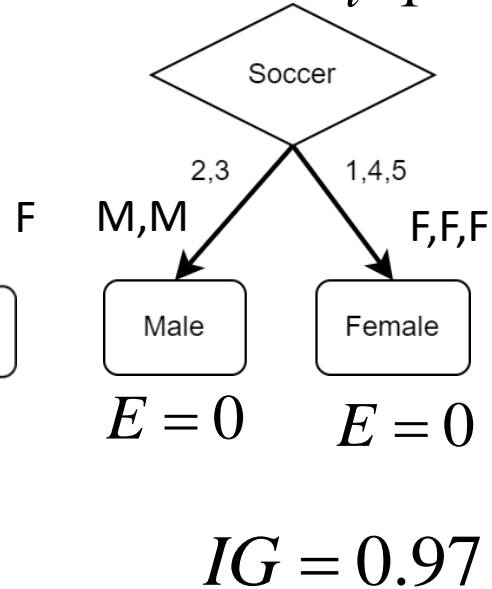 Soccer
2,3
1,4,5
F
M,M
F,F,F
Male
Female
E = 0
E = 0
IG = 0.97